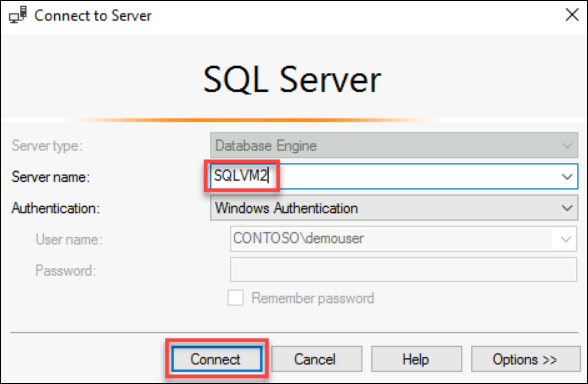 Connect to Server
SQL Server
Server type: Database Engine
Server name: SQLVM2
Authentication: Windows Authentication
User name: CONTOSO\demouser
Password:
Remember password
Connect Cancel Help Options >>